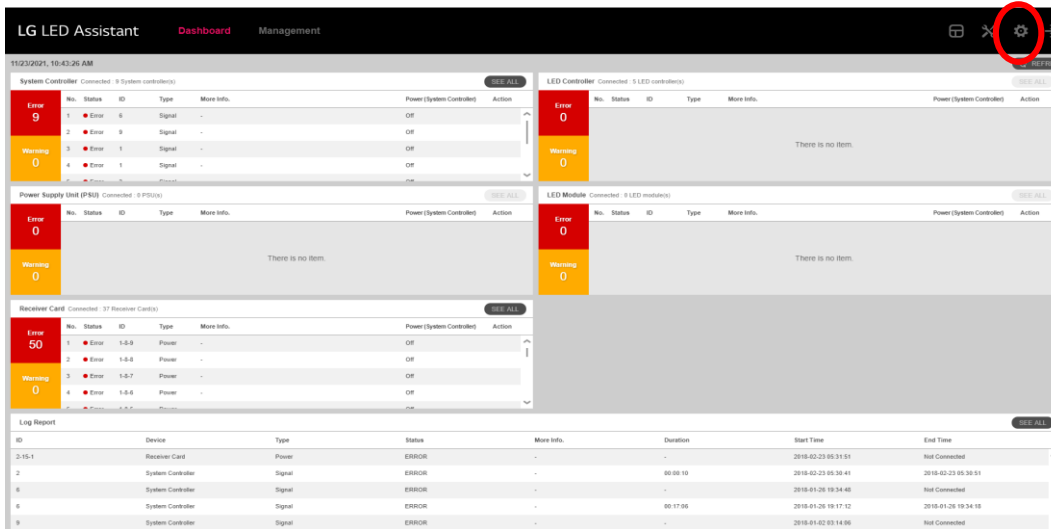 LG LED Assistant Dashboard Management
11/23/2021, 10:43:26 AM
REFRE
System Controller Connected : 9 System controller(s) SEE ALL
Error
9
Warning
0
No. Status ID Type More Info. Power (System Controller) Action
1 Error 6 Signal - Off
2 Error 9 Signal - Off
3 Error 1 Signal - Off
4 Error 1 Signal - Off
LED Controller Connected : 5 LED controller(s) SEE ALL
Error
0
Warning
0
No. Status ID Type More Info. Power (System Controller) Action
There is no item.
Power Supply Unit (PSU) Connected : 0 PSU(s) SEE ALL
Error
0
Warning
0
No. Status ID Type More Info. Power (System Controller) Action
There is no item.
LED Module Connected : 0 LED module(s) SEE ALL
Error
0
Warning
0
No. Status ID Type More Info. Power (System Controller) Action
There is no item.
Receiver Card Connected : 37 Receiver Card(s) SEE ALL
Error
50
Warning
0
No. Status ID Type More Info. Power (System Controller) Action
1 Error 1-8-9 Power - Off
2 Error 1-8-8 Power - Off
3 Error 1-8-7 Power - Off
4 Error 1-8-6 Power - Off
Log Report SEE ALL
ID Device Type Status More Info. Duration Start Time End Time
2-15-1 Receiver Card Power ERROR - - 2018-02-23 05:31:51 Not Connected
2 System Controller Signal ERROR - 00:00:10 2018-02-23 05:30:41 2018-02-23 05:30:51
6 System Controller Signal ERROR - - 2018-01-26 19:34:48 Not Connected
6 System Controller Signal ERROR - 00:17:06 2018-01-26 19:17:12 2018-01-26 19:34:18
9 System Controller Signal ERROR - - 2018-01-02 03:14:06 Not Connected